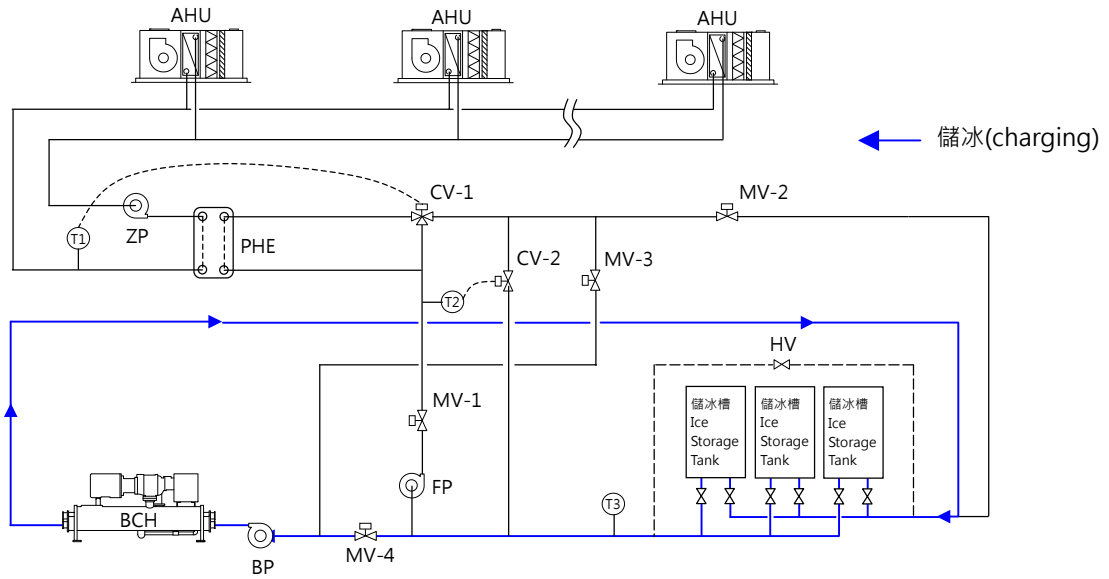 AHU
AHU
AHU
儲冰(charging)
CV-1
MV-2
ZP
T1
PHE
CV-2
MV-3
T2
HV
MV-1
儲冰槽
Ice
Storage
Tank
儲冰槽
Ice
Storage
Tank
儲冰槽
Ice
Storage
Tank
FP
T3
BCH
MV-4
BP